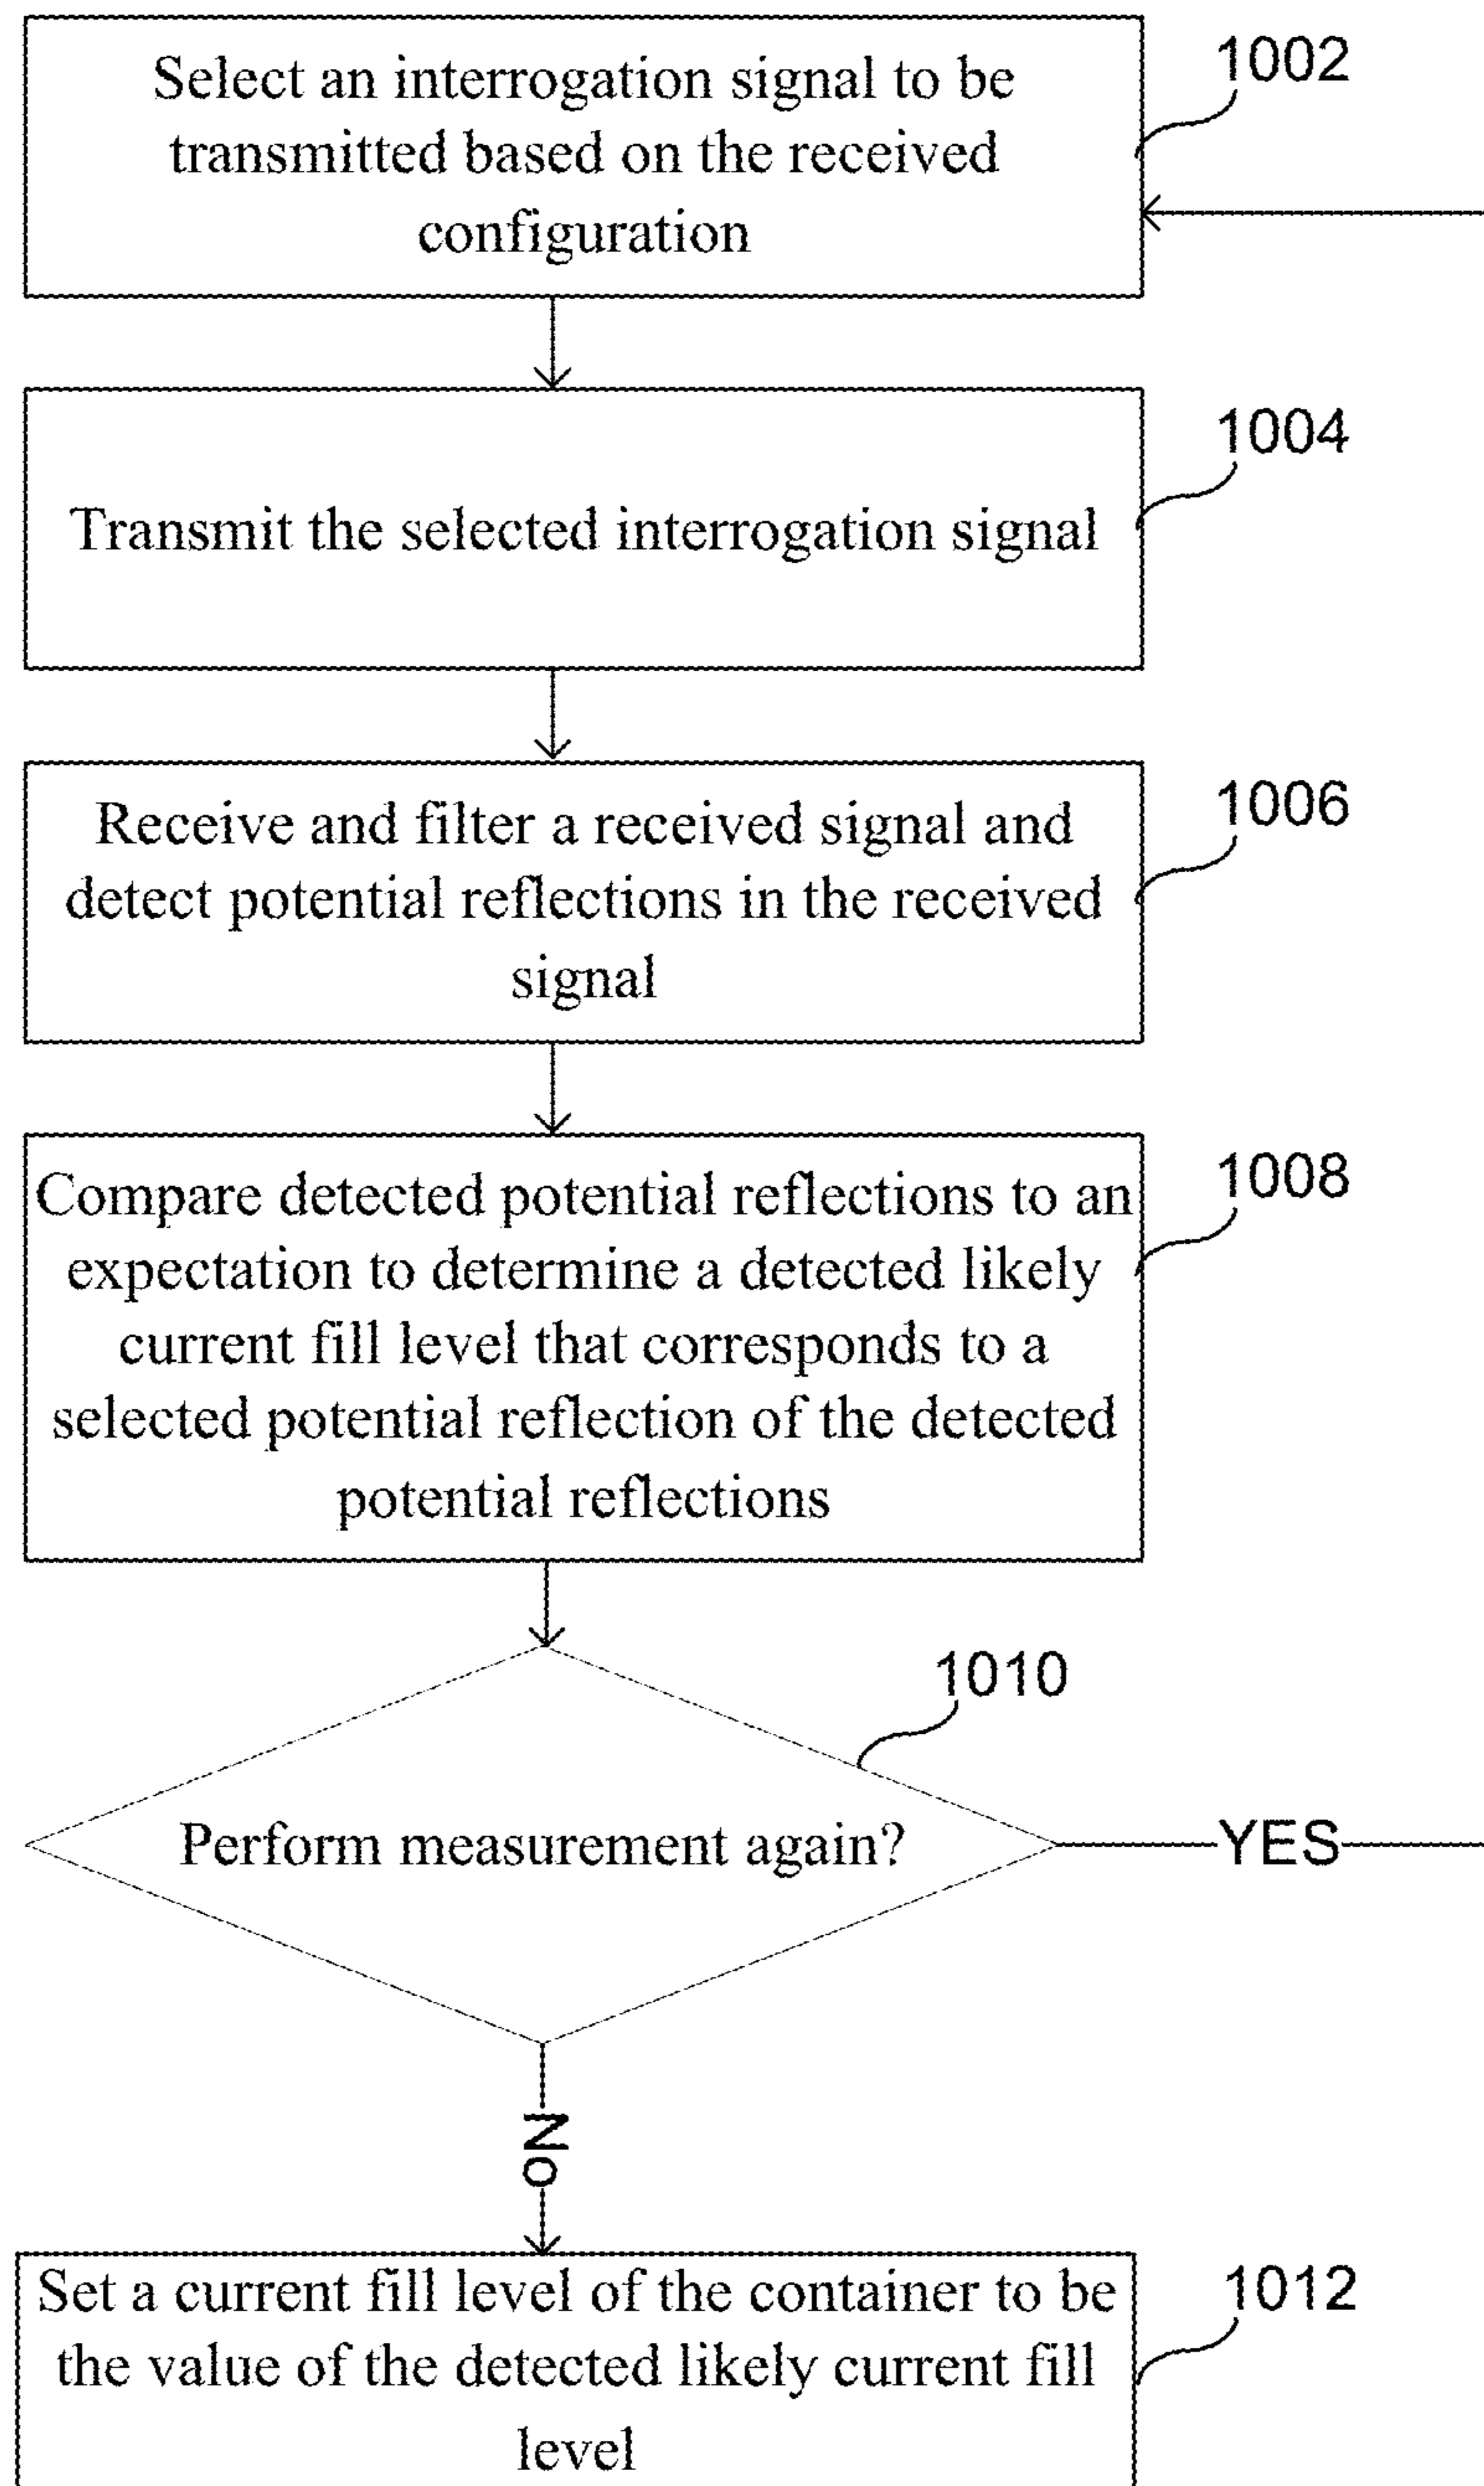 Select an interrogation signal to be
transmitted based on the received
configuration
1002
Transmit the selected interrogation signal
1004
Receive and filter a received signal and
detect potential reflections in the received
signal
1006
Compare detected potential reflections to an
expectation to determine a detected likely
current fill level that corresponds to a
selected potential reflection of the detected
potential reflections
1008
Perform measurement again?
1010
YES
No
Set a current fill level of the container to be
the value of the detected likely current fill
level
1012